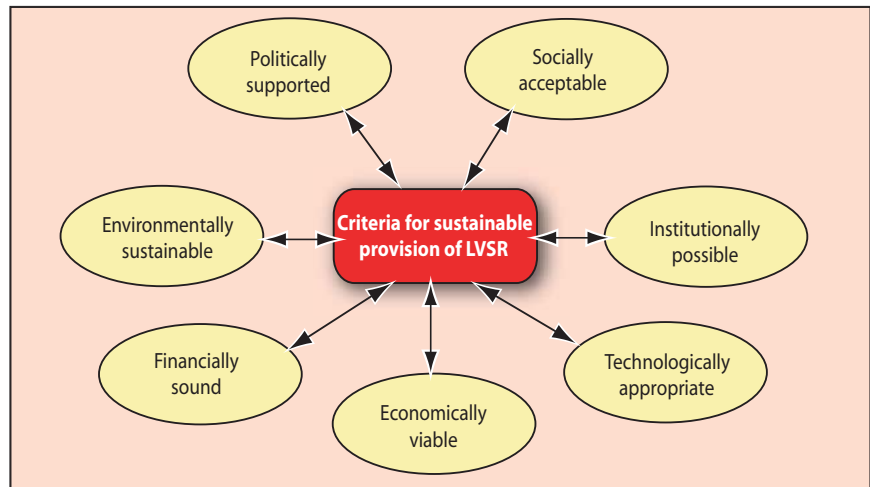 Politically
supported
Socially
acceptable
Environmentally
sustainable
Criteria for sustainable
provision of LVSR
Institutionally
possible
Financially
sound
Economically
viable
Technologically
appropriate